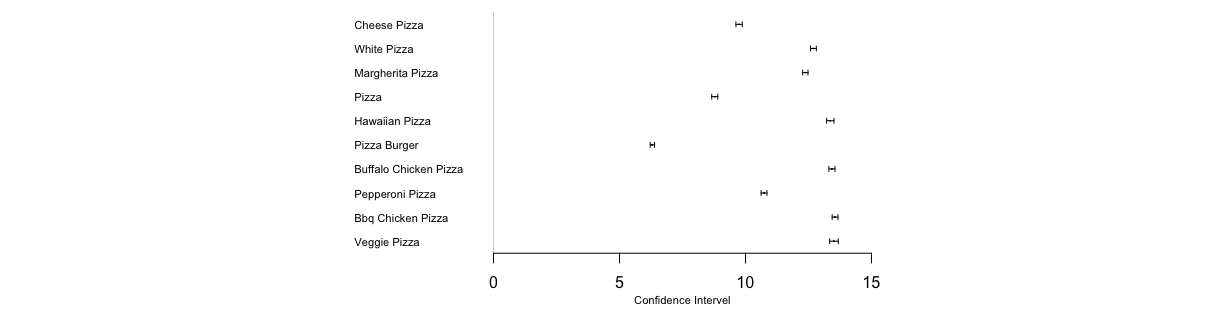 Cheese Pizza
White Pizza
Margherita Pizza
Pizza
Hawaiian Pizza
Pizza Burger
Buffalo Chicken Pizza
Pepperoni Pizza
Bbq Chicken Pizza
Veggie Pizza
0 5 10 15
Confidence Intervel